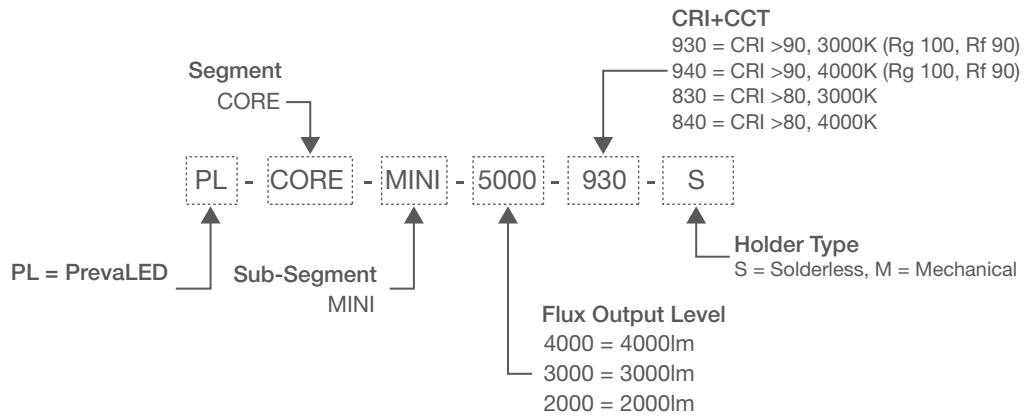 CRI+CCT
930 = CRI >90, 3000K (Rg 100, Rf 90)
940 = CRI >90, 4000K (Rg 100, Rf 90)
830 = CRI >80, 3000K
840 = CRI >80, 4000K
Segment
CORE
PL - CORE - MINI - 5000 - 930 - S
PL = PrevaLED
Sub-Segment
MINI
Flux Output Level
4000 = 4000lm
3000 = 3000lm
2000 = 2000lm
Holder Type
S = Solderless, M = Mechanical